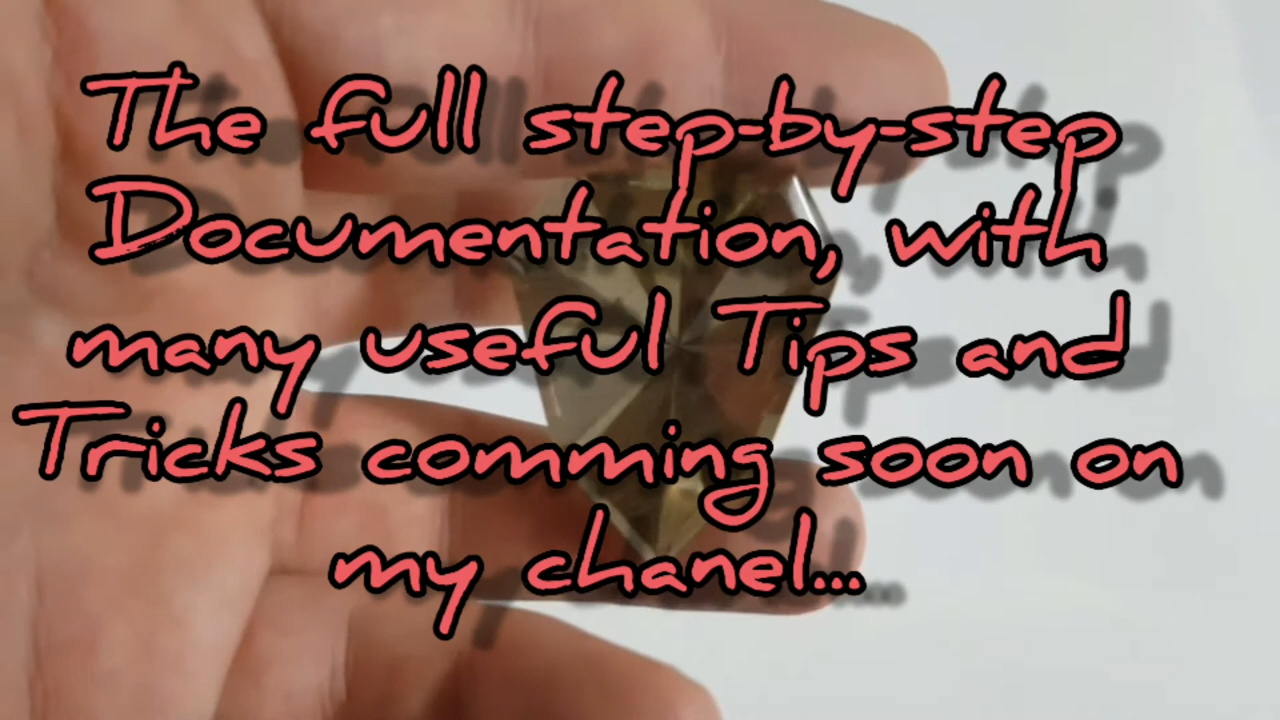 The full step-by-step
Documentation, with
many useful Tips and
Tricks comming soon on
my chanel...